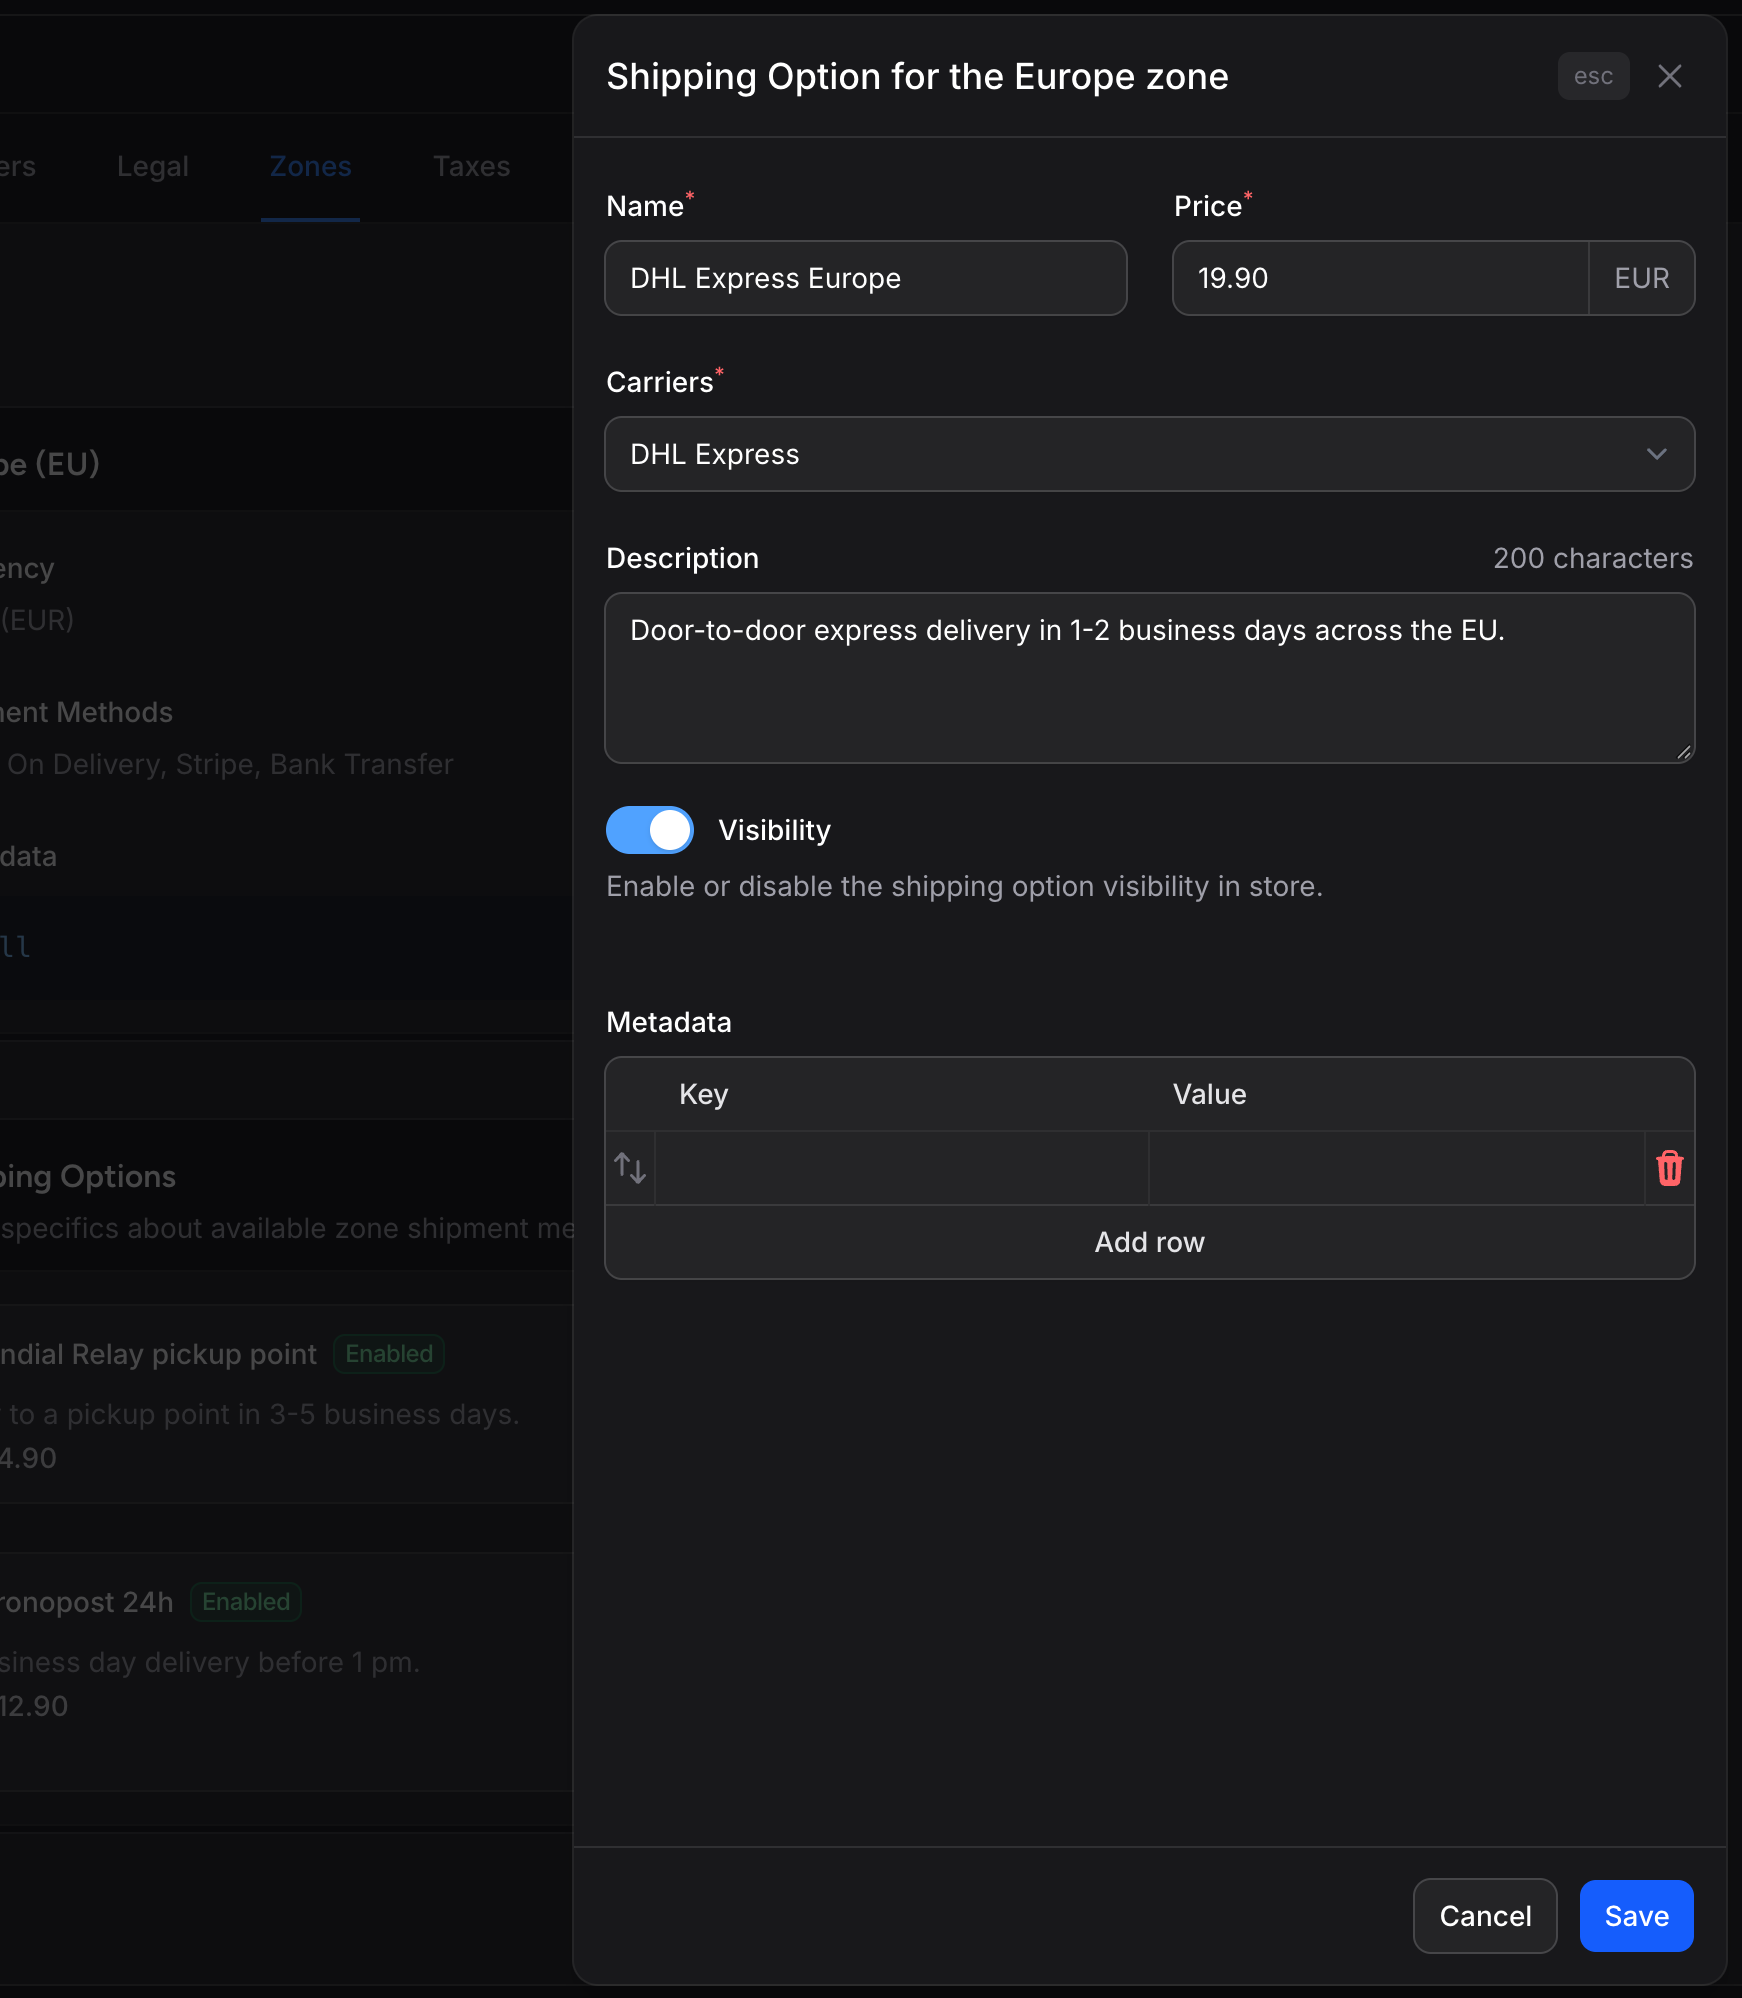 Shipping Option for the Europe zone
esc
ers
Legal
Zones
Taxes
Name*
Price*
DHL Express Europe
19.90
EUR
Carriers*
DHL Express
Description
200 characters
Door-to-door express delivery in 1-2 business days across the EU.
Visibility
Enable or disable the shipping option visibility in store.
Metadata
Key
Value
Add row
Cancel
Save
pe (EU)
ency
(EUR)
ment Methods
On Delivery, Stripe, Bank Transfer
data
ll
ping Options
specifics about available zone shipment me
ndial Relay pickup point
Enabled
to a pickup point in 3-5 business days.
4.90
ronopost 24h
Enabled
siness day delivery before 1 pm.
12.90